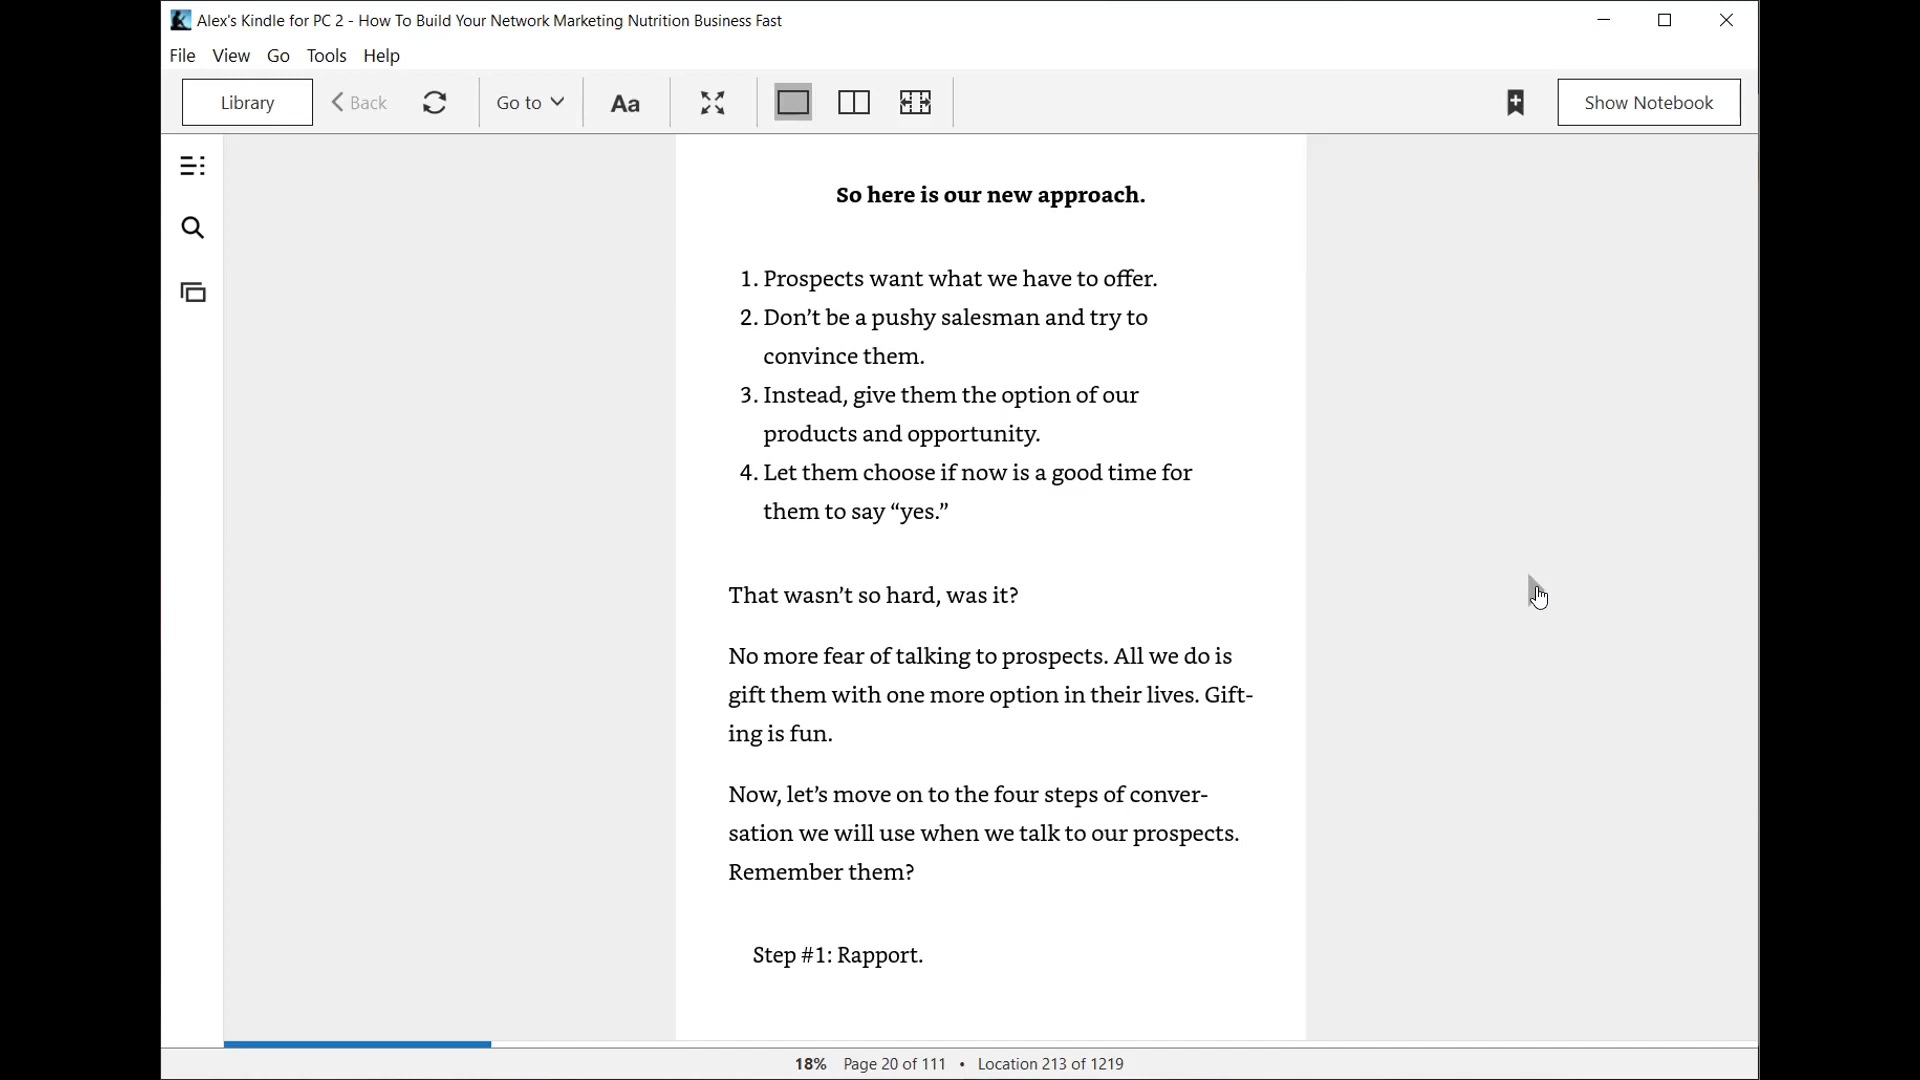 Alex's Kindle for PC 2 - How To Build Your Network Marketing Nutrition Business Fast
File View Go Tools Help
Library Back Go to Aa Show Notebook
So here is our new approach.
1. Prospects want what we have to offer.
2. Don’t be a pushy salesman and try to
convince them.
3. Instead, give them the option of our
products and opportunity.
4. Let them choose if now is a good time for
them to say “yes.”
That wasn’t so hard, was it?
No more fear of talking to prospects. All we do is
gift them with one more option in their lives. Gift-
ing is fun.
Now, let’s move on to the four steps of conver-
sation we will use when we talk to our prospects.
Remember them?
Step #1: Rapport.
18% Page 20 of 111 • Location 213 of 1219